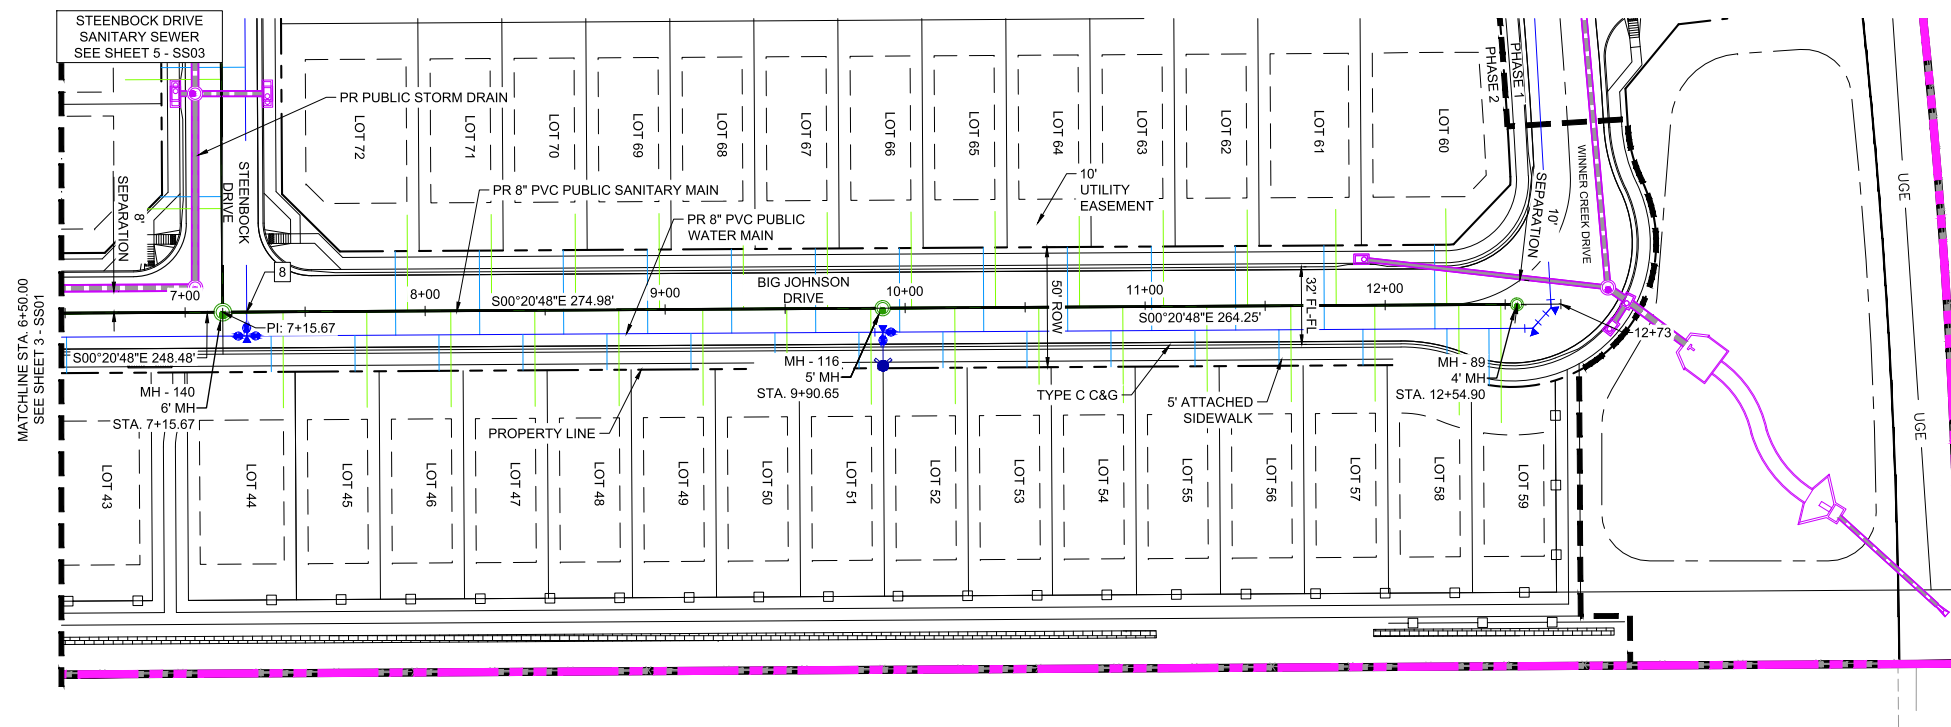 STEENBOCK DRIVE
SANITARY SEWER
SEE SHEET 5 - SS03
PR PUBLIC STORM DRAIN
LOT 72
LOT 71
LOT 70
LOT 69
LOT 68
LOT 67
LOT 66
LOT 65
LOT 64
LOT 63
LOT 62
LOT 61
LOT 60
PHASE 1
PHASE 2
WINNER CREEK DRIVE
UGE
UGE
8'
SEPARATION
STEENBOCK
DRIVE
PR 8" PVC PUBLIC SANITARY MAIN
PR 8" PVC PUBLIC
WATER MAIN
10'
UTILITY
EASEMENT
10'
SEPARATION
MATCHLINE STA. 6+50.00
SEE SHEET 3 - SS01
8
7+00
8+00
9+00
10+00
11+00
12+00
BIG JOHNSON
DRIVE
S00°20'48"E 274.98'
50' ROW
S00°20'48"E 264.25'
32' FL-FL
PI: 7+15.67
12+73
S00°20'48"E 248.48'
MH - 140
6' MH
STA. 7+15.67
MH - 116
5' MH
STA. 9+90.65
MH - 89
4' MH
STA. 12+54.90
PROPERTY LINE
TYPE C C&G
5' ATTACHED
SIDEWALK
LOT 43
LOT 44
LOT 45
LOT 46
LOT 47
LOT 48
LOT 49
LOT 50
LOT 51
LOT 52
LOT 53
LOT 54
LOT 55
LOT 56
LOT 57
LOT 58
LOT 59